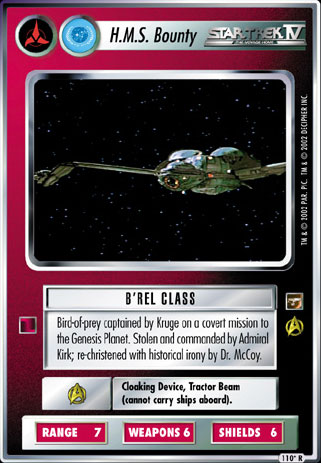 H.M.S. Bounty
STAR TREK IV
THE VOYAGE HOME
TM & © 2002 PAR. PIC. TM & © 2002 DECIPHER INC.
B'REL CLASS
Bird-of-prey captained by Kruge on a covert mission to
the Genesis Planet. Stolen and commanded by Admiral
Kirk; re-christened with historical irony by Dr. McCoy.
Cloaking Device, Tractor Beam
(cannot carry ships aboard).
RANGE 7 WEAPONS 6 SHIELDS 6
110* R